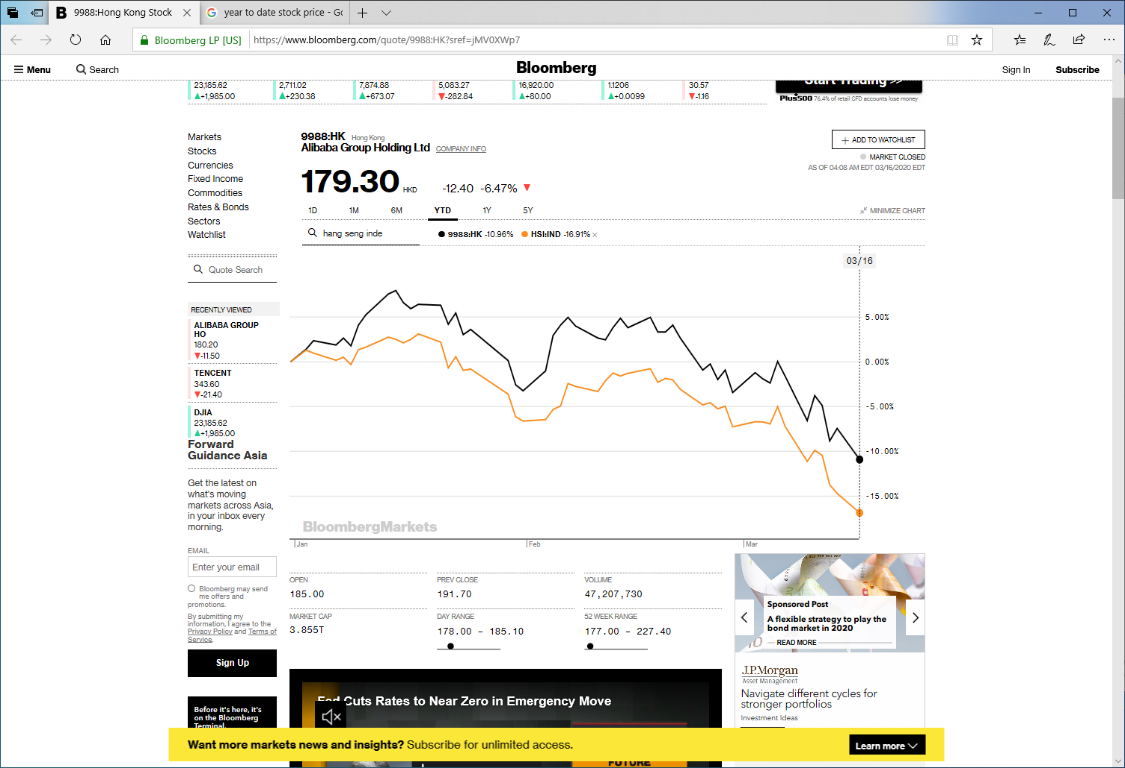 9988:Hong Kong Stock
year to date stock price - Go
Bloomberg LP [US]
https://www.bloomberg.com/quote/9988:HK?sref=jMV0XWp7
Menu
Search
Bloomberg
Sign In
Subscribe
23,185.62
+1,985.00
2,711.02
+230.38
7,874.88
+673.07
5,083.27
-282.84
16,920.00
+80.00
1.1206
+0.0099
30.57
-1.16
Start Trading >>
Plus500 76.4% of retail CFD accounts lose money
Markets
Stocks
Currencies
Fixed Income
Commodities
Rates & Bonds
Sectors
Watchlist
Quote Search
RECENTLY VIEWED
ALIBABA GROUP
HO
180.20
-11.50
TENCENT
343.60
-21.40
DJIA
23,185.62
+1,985.00
Forward
Guidance Asia
Get the latest on
what's moving
markets across Asia,
in your inbox every
morning.
EMAIL
Enter your email
Bloomberg may send
me offers and
promotions.
By submitting my
information, I agree to the
Privacy Policy and Terms of
Service.
Sign Up
Before it's here, it's
on the Bloomberg
Terminal.
9988:HK Hong Kong
Alibaba Group Holding Ltd COMPANY INFO
+ ADD TO WATCHLIST
MARKET CLOSED
AS OF 04:08 AM EDT 03/16/2020 EDT
179.30 HKD -12.40 -6.47%
1D 1M 6M YTD 1Y 5Y
MINIMIZE CHART
hang seng inde
9988:HK -10.96% HSI:IND -16.91% ×
03/16
5.00%
0.00%
-5.00%
-10.00%
-15.00%
BloombergMarkets
Jan Feb Mar
OPEN
185.00
PREV CLOSE
191.70
VOLUME
47,207,730
MARKET CAP
3.855T
DAY RANGE
178.00 - 185.10
52 WEEK RANGE
177.00 - 227.40
Fed Cuts Rates to Near Zero in Emergency Move
FUTURE
Sponsored Post
A flexible strategy to play the
bond market in 2020
READ MORE
J.P.Morgan
Asset Management
Navigate different cycles for
stronger portfolios
Investment Ideas
Want more markets news and insights? Subscribe for unlimited access.
Learn more